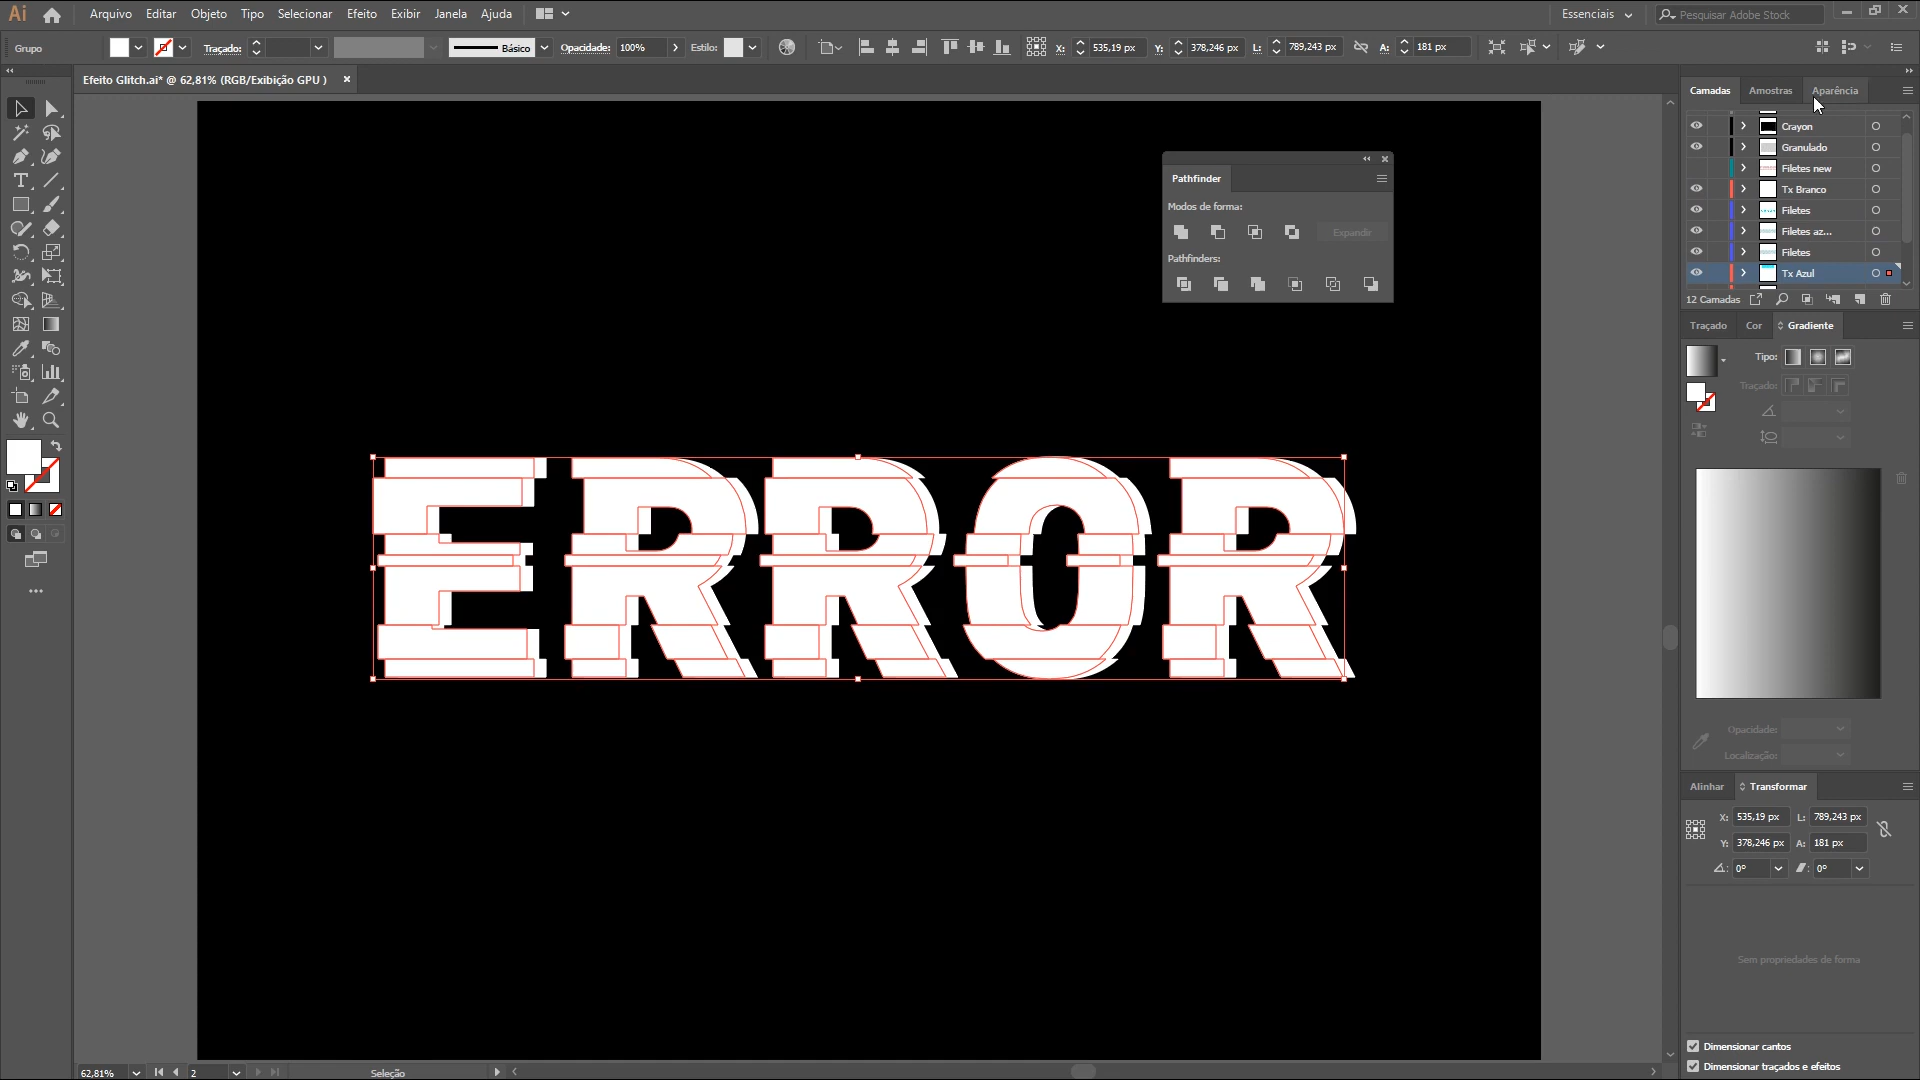 Ai Arquivo Editar Objeto Tipo Selecionar Efeito Exibir Janela Ajuda Essenciais Pesquisar Adobe Stock
Grupo Traçado: Básico Opacidade: 100% Estilo: X: 535,19 px Y: 378,246 px L: 789,243 px A: 181 px
Efeito Glitch.ai* @ 62,81% (RGB/Exibição GPU )
Camadas Amostras Aparência
Crayon
Granulado
Filetes new
Tx Branco
Filetes
Filetes az...
Filetes
Tx Azul
12 Camadas
Pathfinder
Modos de forma:
Expandir
Pathfinders:
Traçado Cor Gradiente
Tipo:
Traçado:
ERROR
Opacidade:
Localização:
Alinhar Transformar
X: 535,19 px L: 789,243 px
Y: 378,246 px A: 181 px
0° 0°
Sem propriedades de forma
Dimensionar cantos
Dimensionar traçados e efeitos
62,81% 2 Seleção